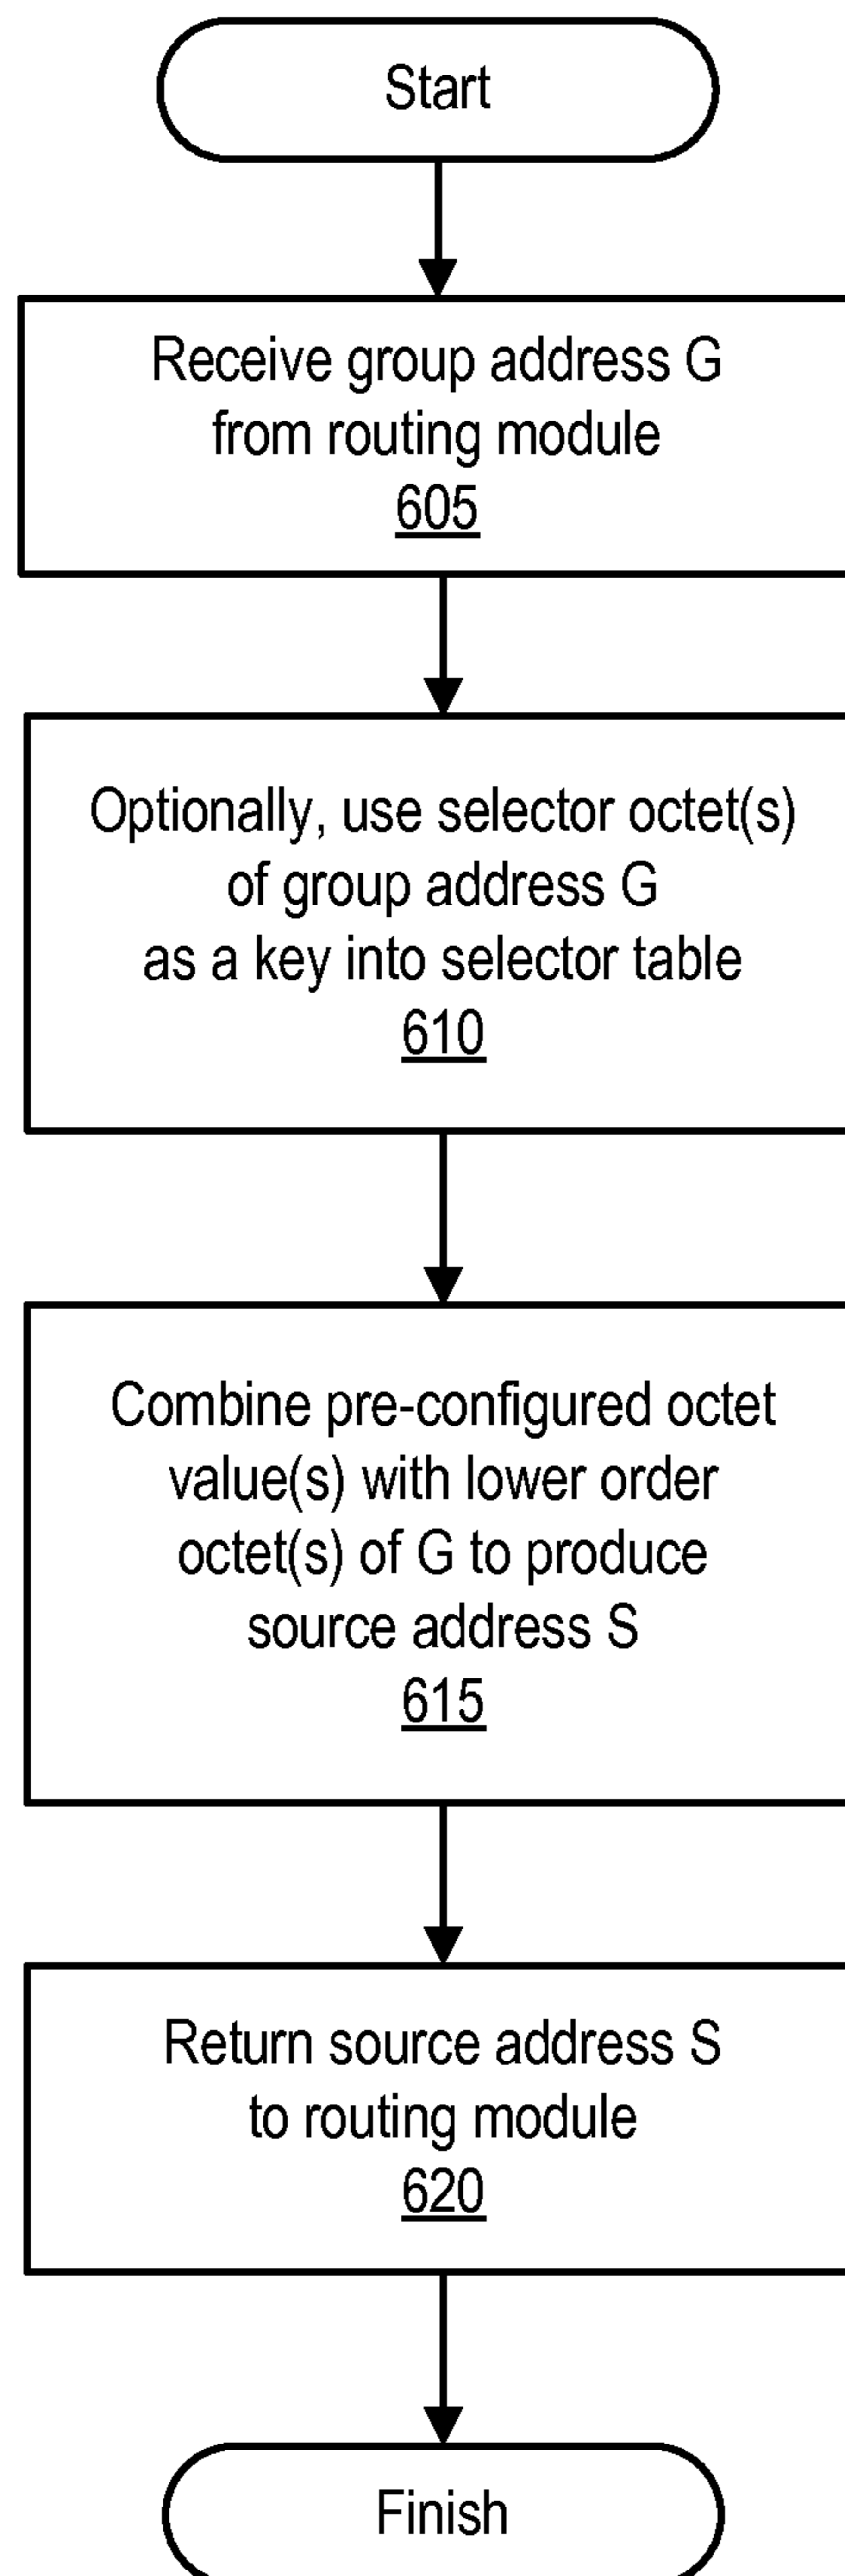 Start
Receive group address G
from routing module
605
Optionally, use selector octet(s)
of group address G
as a key into selector table
610
Combine pre-configured octet
value(s) with lower order
octet(s) of G to produce
source address S
615
Return source address S
to routing module
620
Finish